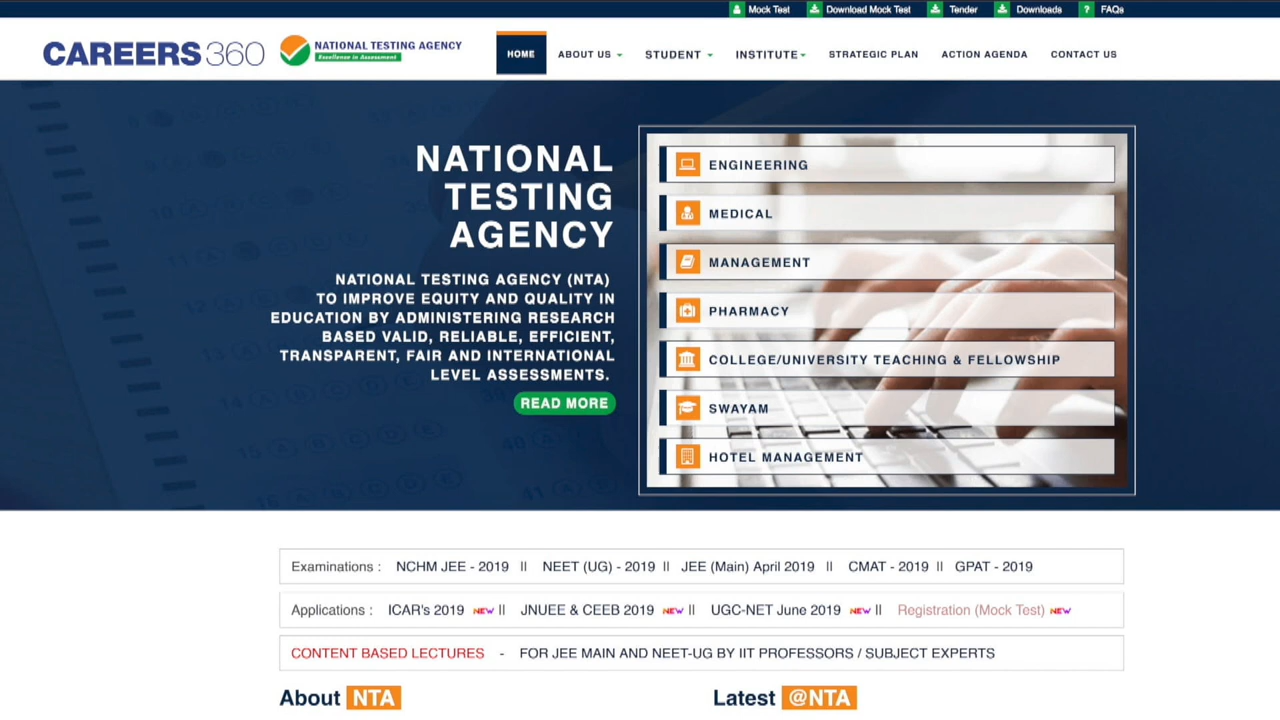 Mock Test Download Mock Test Tender Downloads ? FAQs
CAREERS360
NATIONAL TESTING AGENCY
Excellence in Assessment
HOME ABOUT US STUDENT INSTITUTE STRATEGIC PLAN ACTION AGENDA CONTACT US
NATIONAL
TESTING
AGENCY
NATIONAL TESTING AGENCY (NTA)
TO IMPROVE EQUITY AND QUALITY IN
EDUCATION BY ADMINISTERING RESEARCH
BASED VALID, RELIABLE, EFFICIENT,
TRANSPARENT, FAIR AND INTERNATIONAL
LEVEL ASSESSMENTS.
READ MORE
ENGINEERING
MEDICAL
MANAGEMENT
PHARMACY
COLLEGE/UNIVERSITY TEACHING & FELLOWSHIP
SWAYAM
HOTEL MANAGEMENT
Examinations : NCHM JEE - 2019 || NEET (UG) - 2019 || JEE (Main) April 2019 || CMAT - 2019 || GPAT - 2019
Applications : ICAR's 2019 NEW || JNUEE & CEEB 2019 NEW || UGC-NET June 2019 NEW || Registration (Mock Test) NEW
CONTENT BASED LECTURES - FOR JEE MAIN AND NEET-UG BY IIT PROFESSORS / SUBJECT EXPERTS
About NTA
Latest @NTA